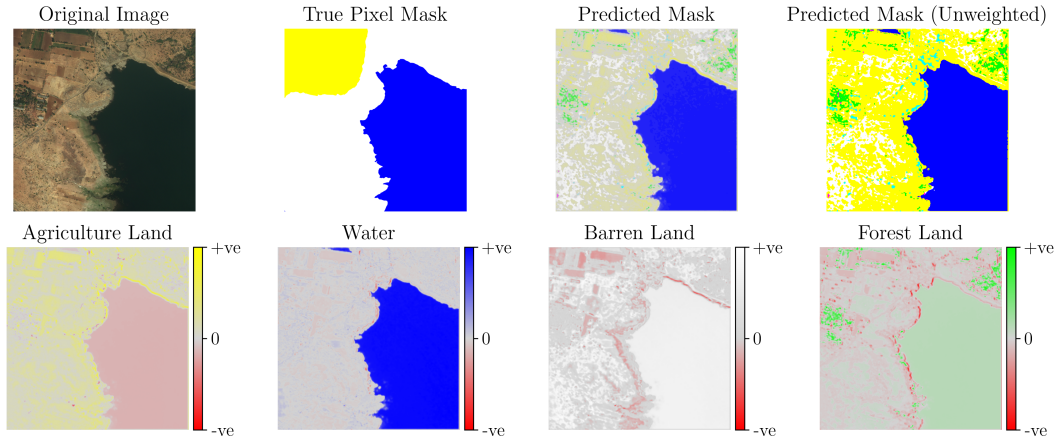 Original Image
True Pixel Mask
Predicted Mask
Predicted Mask (Unweighted)
Agriculture Land
+ve
0
-ve
Water
+ve
0
-ve
Barren Land
+ve
0
-ve
Forest Land
+ve
0
-ve